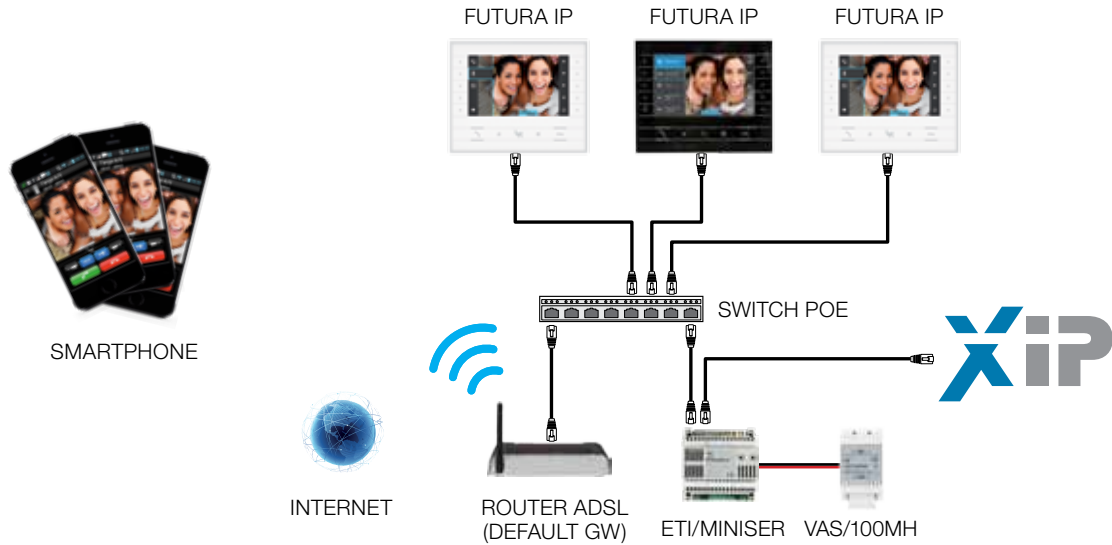 FUTURA IP
FUTURA IP
FUTURA IP
SWITCH POE
SMARTPHONE
XiP
INTERNET
ROUTER ADSL
(DEFAULT GW)
ETI/MINISER
VAS/100MH